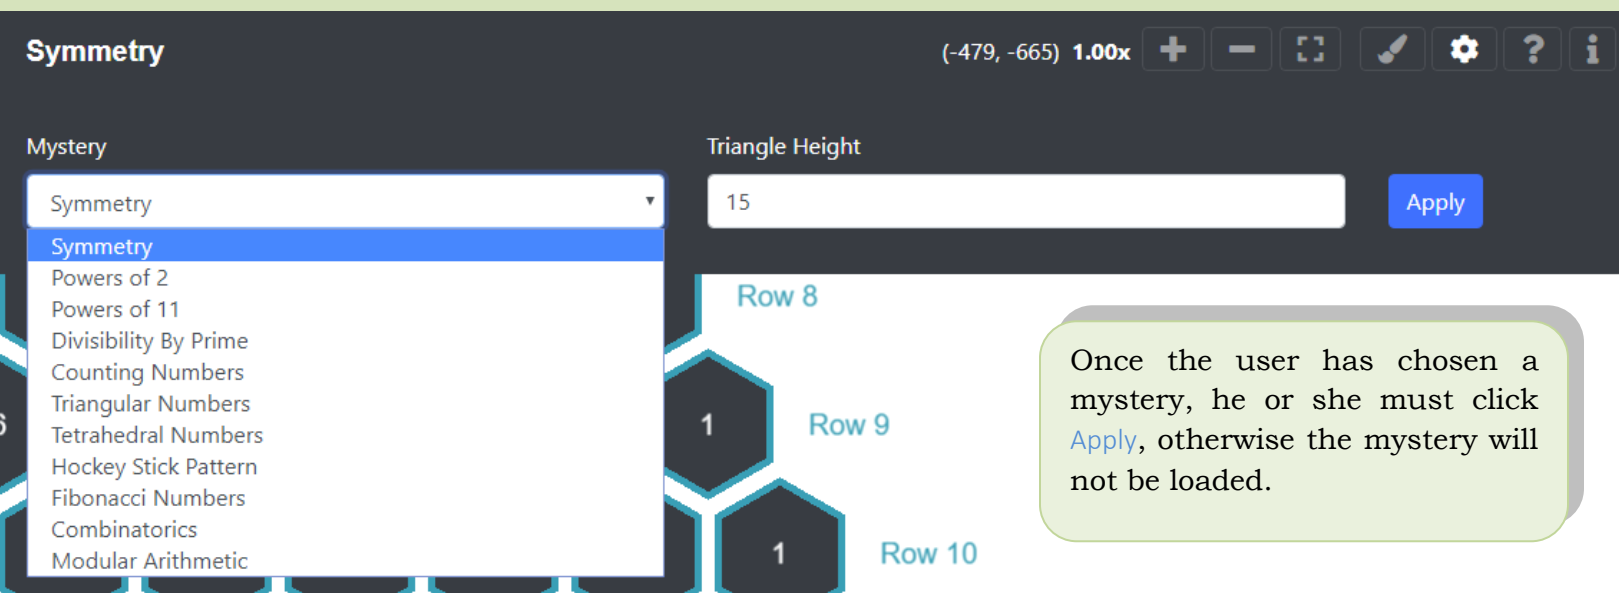 Symmetry
(-479, -665) 1.00x + − ? i
Mystery
Triangle Height
Symmetry
15
Apply
Symmetry
Powers of 2
Powers of 11
Divisibility By Prime
Counting Numbers
Triangular Numbers
Tetrahedral Numbers
Hockey Stick Pattern
Fibonacci Numbers
Combinatorics
Modular Arithmetic
Row 8
6
1
Row 9
1
Row 10
Once the user has chosen a
mystery, he or she must click
Apply, otherwise the mystery will
not be loaded.